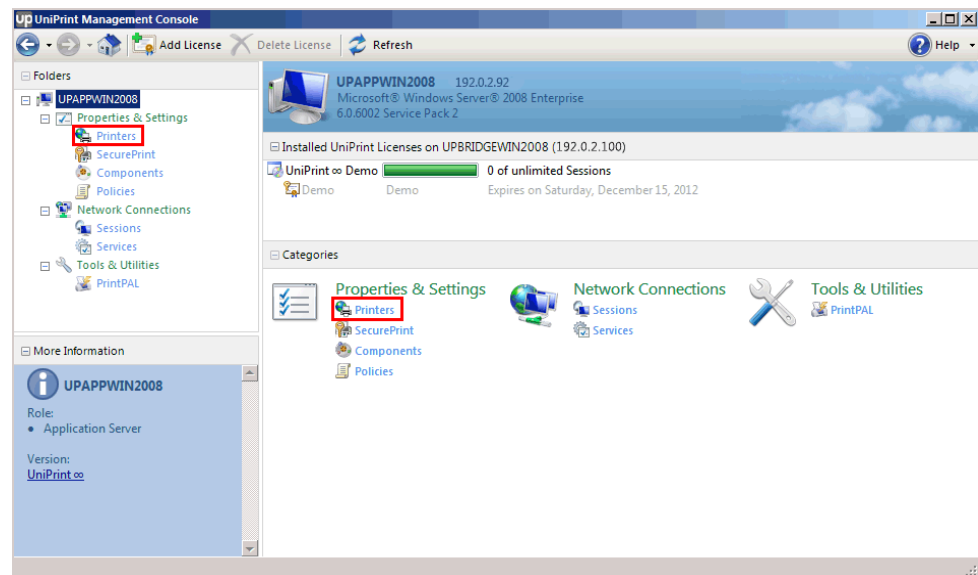 UP UniPrint Management Console
Add License Delete License Refresh Help
Folders
UPAPPWIN2008
Properties & Settings
Printers
SecurePrint
Components
Policies
Network Connections
Sessions
Services
Tools & Utilities
PrintPAL
More Information
UPAPPWIN2008
Role:
• Application Server
Version:
UniPrint ∞
UPAPPWIN2008 192.0.2.92
Microsoft® Windows Server® 2008 Enterprise
6.0.6002 Service Pack 2
Installed UniPrint Licenses on UPBRIDGEWIN2008 (192.0.2.100)
UniPrint ∞ Demo 0 of unlimited Sessions
Demo Demo Expires on Saturday, December 15, 2012
Categories
Properties & Settings
Printers
SecurePrint
Components
Policies
Network Connections
Sessions
Services
Tools & Utilities
PrintPAL